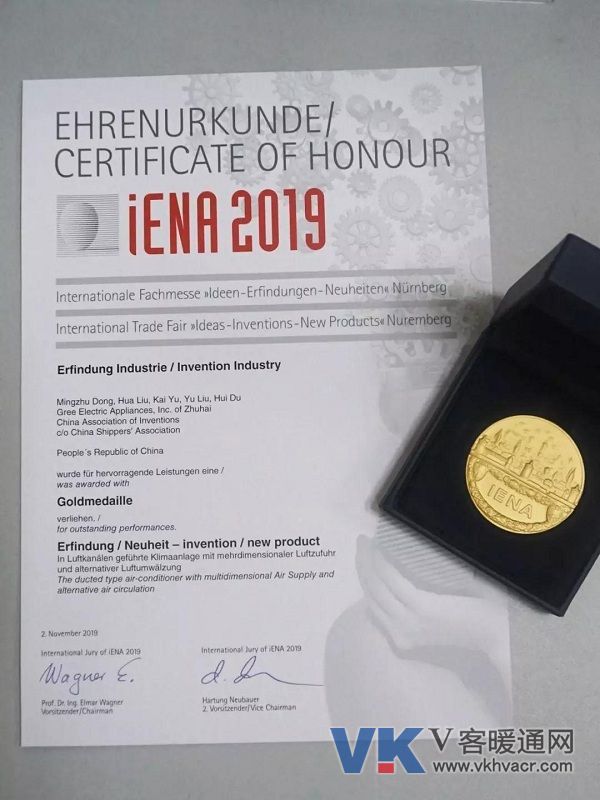 EHRENURKUNDE/
CERTIFICATE OF HONOUR
iENA 2019
Internationale Fachmesse »Ideen-Erfindungen-Neuheiten« Nürnberg
International Trade Fair »Ideas-Inventions-New Products« Nuremberg
Erfindung Industrie / Invention Industry
Mingzhu Dong, Hua Liu, Kai Yu, Yu Liu, Hui Du
Gree Electric Appliances, Inc. of Zhuhai
China Association of Inventions
c/o China Shippers' Association
People´s Republic of China
wurde für hervorragende Leistungen eine /
was awarded with
Goldmedaille
verliehen, /
for outstanding performances.
Erfindung / Neuheit – invention / new product
In Luftkanälen geführte Klimaanlage mit mehrdimensionaler Luftzufuhr
und alternativer Luftumwälzung
The ducted type air-conditioner with multidimensional Air Supply and
alternative air circulation
2. November 2019
International Jury of iENA 2019
Wagner E.
Prof. Dr. Ing. Elmar Wagner
Vorsitzender/Chairman
International Jury of iENA 2019
Hartung Neubauer
2. Vorsitzender/Vice Chairman
IENA
VK V客暖通网
www.vkhvacr.com